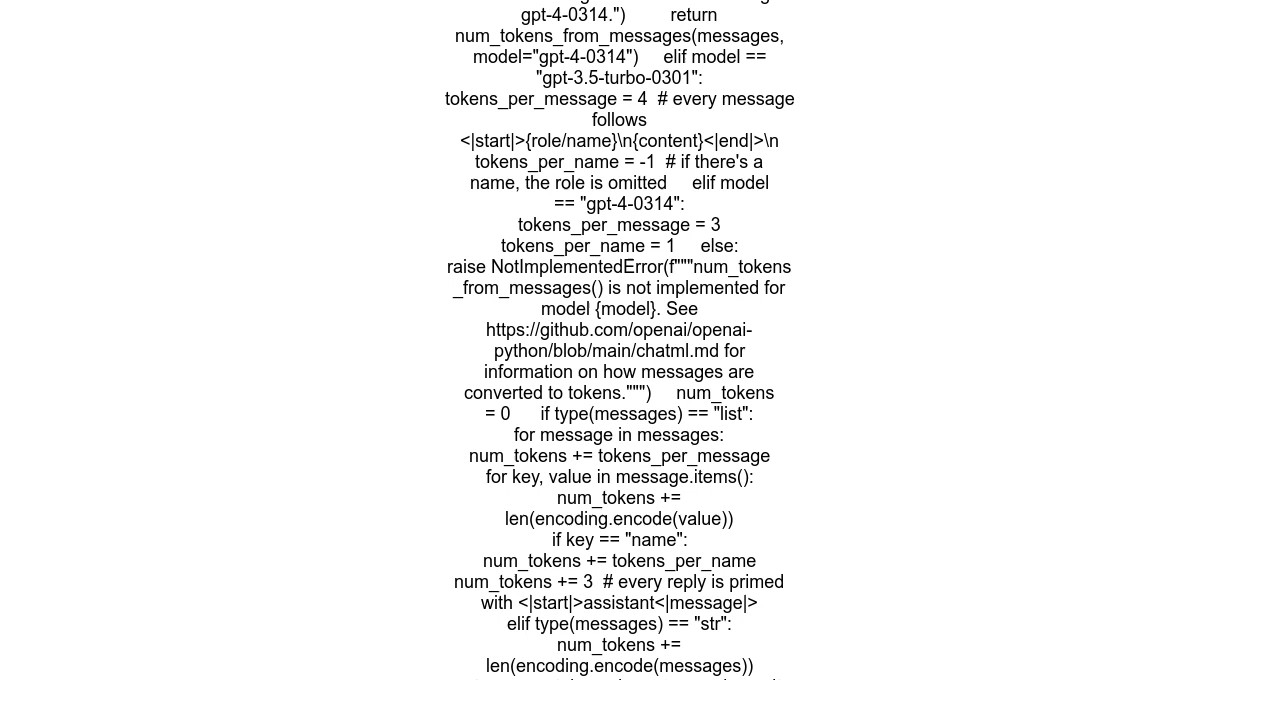 gpt-4-0314.")         return
num_tokens_from_messages(messages,
model="gpt-4-0314")     elif model ==
"gpt-3.5-turbo-0301":
tokens_per_message = 4  # every message
follows
<|start|>{role/name}\n{content}<|end|>\n
tokens_per_name = -1  # if there's a
name, the role is omitted     elif model
== "gpt-4-0314":
tokens_per_message = 3
tokens_per_name = 1     else:
raise NotImplementedError(f"""num_tokens
_from_messages() is not implemented for
model {model}. See
https://github.com/openai/openai-
python/blob/main/chatml.md for
information on how messages are
converted to tokens.""")     num_tokens
= 0      if type(messages) == "list":
for message in messages:
num_tokens += tokens_per_message
for key, value in message.items():
num_tokens +=
len(encoding.encode(value))
if key == "name":
num_tokens += tokens_per_name
num_tokens += 3  # every reply is primed
with <|start|>assistant<|message|>
elif type(messages) == "str":
num_tokens +=
len(encoding.encode(messages))